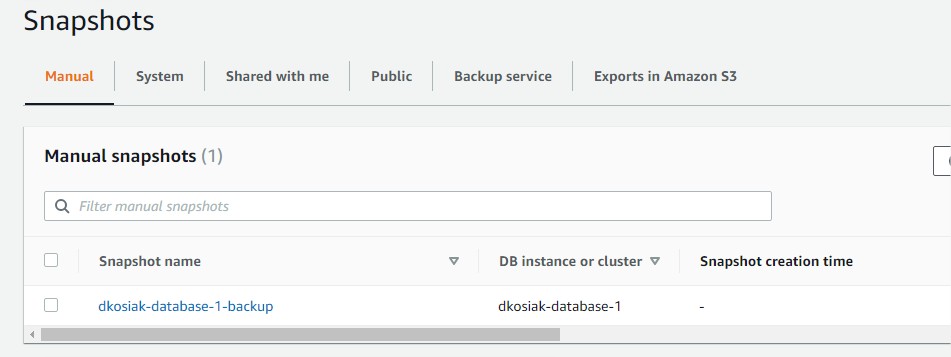 Snapshots
Manual System Shared with me Public Backup service Exports in Amazon S3
Manual snapshots (1)
Filter manual snapshots
Snapshot name DB instance or cluster Snapshot creation time
dkosiak-database-1-backup dkosiak-database-1 -